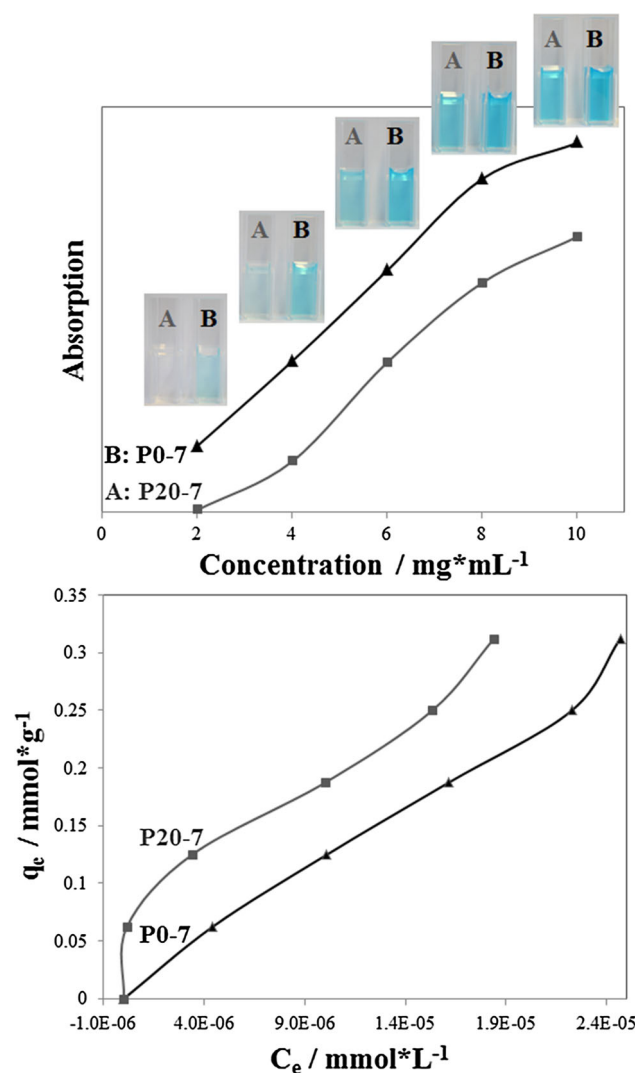 A B
A B
A B
A B
A B
Absorption
B: P0-7
A: P20-7
0 2 4 6 8 10
Concentration / mg*mL-1
0.35
0.3
0.25
0.2
0.15
0.1
0.05
0
qe / mmol*g-1
P20-7
P0-7
-1.0E-06 4.0E-06 9.0E-06 1.4E-05 1.9E-05 2.4E-05
Ce / mmol*L-1